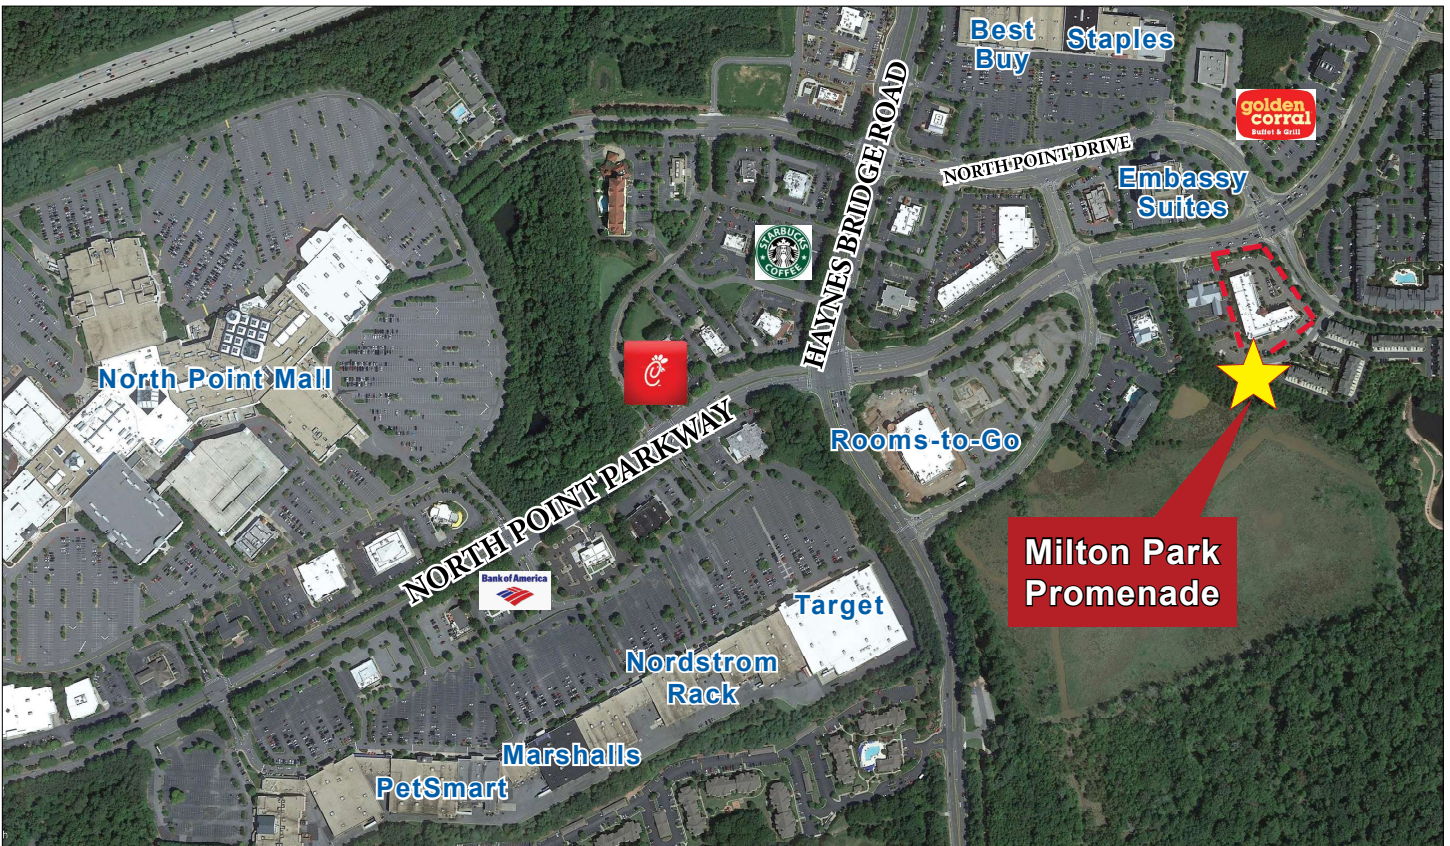 Best
Buy
Staples
golden
corral
Buffet & Grill
HAYNES BRIDGE ROAD
NORTH POINT DRIVE
Embassy
Suites
STARBUCKS
COFFEE
North Point Mall
NORTH POINT PARKWAY
Rooms-to-Go
Milton Park
Promenade
Bank of America
Target
Nordstrom
Rack
Marshalls
PetSmart